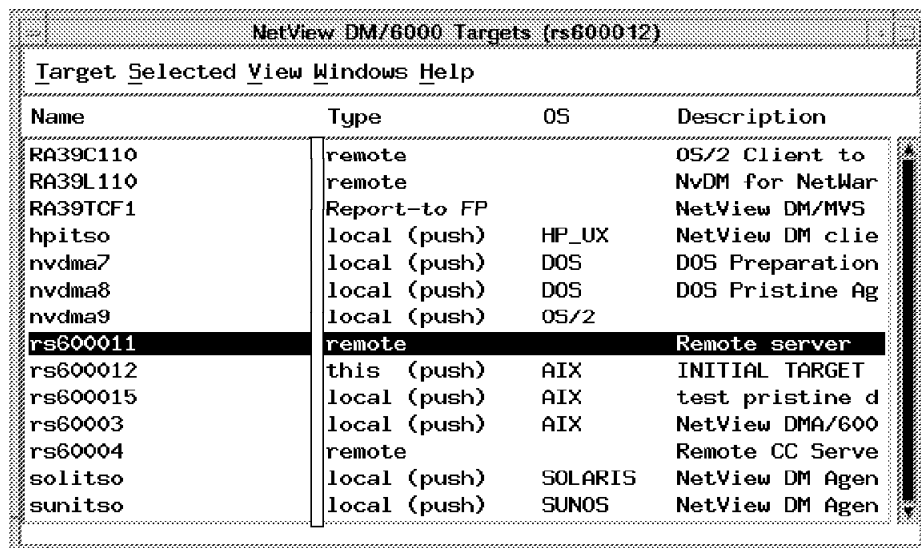 NetView DM/6000 Targets (rs600012)
Target Selected View Windows Help
Name Type OS Description
RA39C110 remote OS/2 Client to
RA39L110 remote NvDM for NetWar
RA39TCF1 Report-to FP NetView DM/MVS
hpitso local (push) HP_UX NetView DM clie
nvdma7 local (push) DOS DOS Preparation
nvdma8 local (push) DOS DOS Pristine Ag
nvdma9 local (push) OS/2
rs600011 remote Remote server
rs600012 this (push) AIX INITIAL TARGET
rs600015 local (push) AIX test pristine d
rs60003 local (push) AIX NetView DMA/600
rs60004 remote Remote CC Serve
solitso local (push) SOLARIS NetView DM Agen
sunitso local (push) SUNOS NetView DM Agen